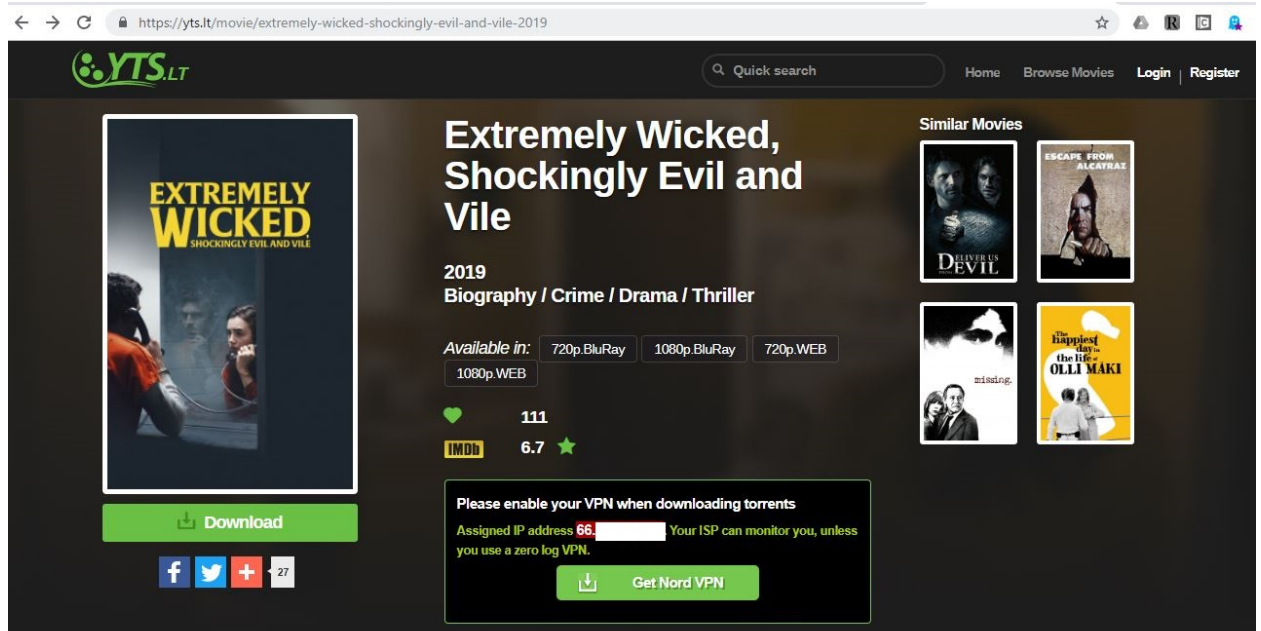 https://yts.lt/movie/extremely-wicked-shockingly-evil-and-vile-2019
YTS.LT
Quick search
Home
Browse Movies
Login | Register
EXTREMELY
WICKED,
SHOCKINGLY EVIL AND VILE
Download
27
Extremely Wicked,
Shockingly Evil and
Vile
2019
Biography / Crime / Drama / Thriller
Available in: 720p.BluRay 1080p.BluRay 720p.WEB
1080p.WEB
111
IMDb 6.7
Please enable your VPN when downloading torrents
Assigned IP address 66. . Your ISP can monitor you, unless
you use a zero log VPN.
Get Nord VPN
Similar Movies
DELIVER US
EVIL
ESCAPE FROM
ALCATRAZ
missing.
The
happiest
day in
the life of
OLLI MÄKI